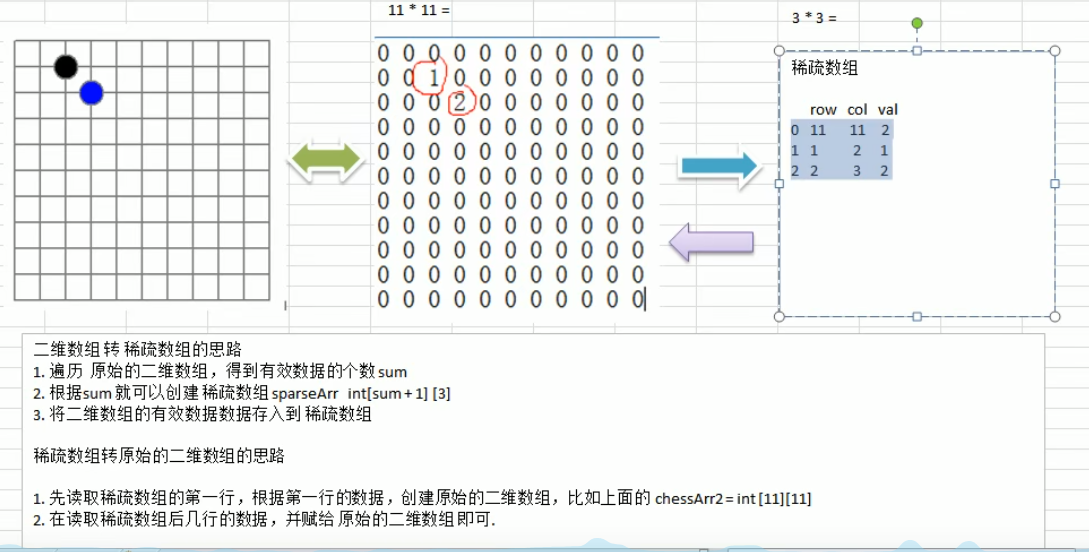 11 * 11 =
0 0 0 0 0 0 0 0 0 0 0
0 0 1 0 0 0 0 0 0 0 0
0 0 0 2 0 0 0 0 0 0 0
0 0 0 0 0 0 0 0 0 0 0
0 0 0 0 0 0 0 0 0 0 0
0 0 0 0 0 0 0 0 0 0 0
0 0 0 0 0 0 0 0 0 0 0
0 0 0 0 0 0 0 0 0 0 0
0 0 0 0 0 0 0 0 0 0 0
0 0 0 0 0 0 0 0 0 0 0
0 0 0 0 0 0 0 0 0 0 0
3 * 3 =
稀疏数组
row col val
0 11 11 2
1 1 2 1
2 2 3 2
二维数组 转 稀疏数组的思路
1. 遍历 原始的二维数组，得到有效数据的个数 sum
2. 根据sum 就可以创建 稀疏数组 sparseArr int[sum + 1] [3]
3. 将二维数组的有效数据数据存入到 稀疏数组
稀疏数组转原始的二维数组的思路
1. 先读取稀疏数组的第一行，根据第一行的数据，创建原始的二维数组，比如上面的 chessArr2 = int [11][11]
2. 在读取稀疏数组后几行的数据，并赋给 原始的二维数组 即可.